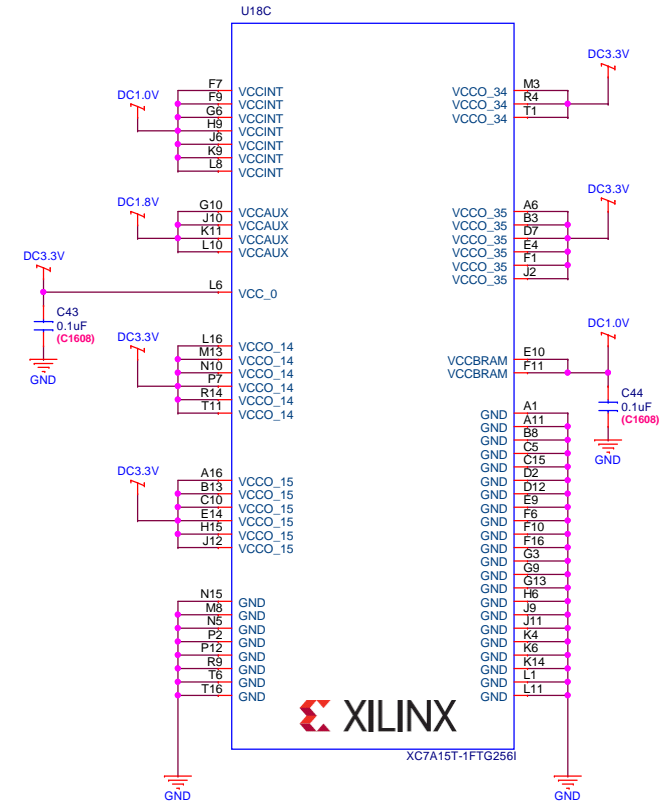 U18C
DC1.0V
F7 VCCINT
F9 VCCINT
G6 VCCINT
H9 VCCINT
J6 VCCINT
K9 VCCINT
L8 VCCINT
DC1.8V
G10 VCCAUX
J10 VCCAUX
K11 VCCAUX
L10 VCCAUX
DC3.3V
L6 VCC_0
C43
0.1uF
(C1608)
GND
DC3.3V
L16 VCCO_14
M13 VCCO_14
N10 VCCO_14
P7 VCCO_14
R14 VCCO_14
T11 VCCO_14
DC3.3V
A16 VCCO_15
B13 VCCO_15
C10 VCCO_15
E14 VCCO_15
H15 VCCO_15
J12 VCCO_15
N15 GND
M8 GND
N5 GND
P2 GND
P12 GND
R9 GND
T6 GND
T16 GND
GND
DC3.3V
VCCO_34 M3
VCCO_34 R4
VCCO_34 T1
DC3.3V
VCCO_35 A6
VCCO_35 B3
VCCO_35 D7
VCCO_35 E4
VCCO_35 F1
VCCO_35 J2
DC1.0V
VCCBRAM E10
VCCBRAM F11
C44
0.1uF
(C1608)
GND
GND A1
GND A11
GND B8
GND C5
GND C15
GND D2
GND D12
GND E9
GND F6
GND F10
GND F16
GND G3
GND G9
GND G13
GND H6
GND J9
GND J11
GND K4
GND K6
GND K14
GND L1
GND L11
GND
XILINX
XC7A15T-1FTG256I